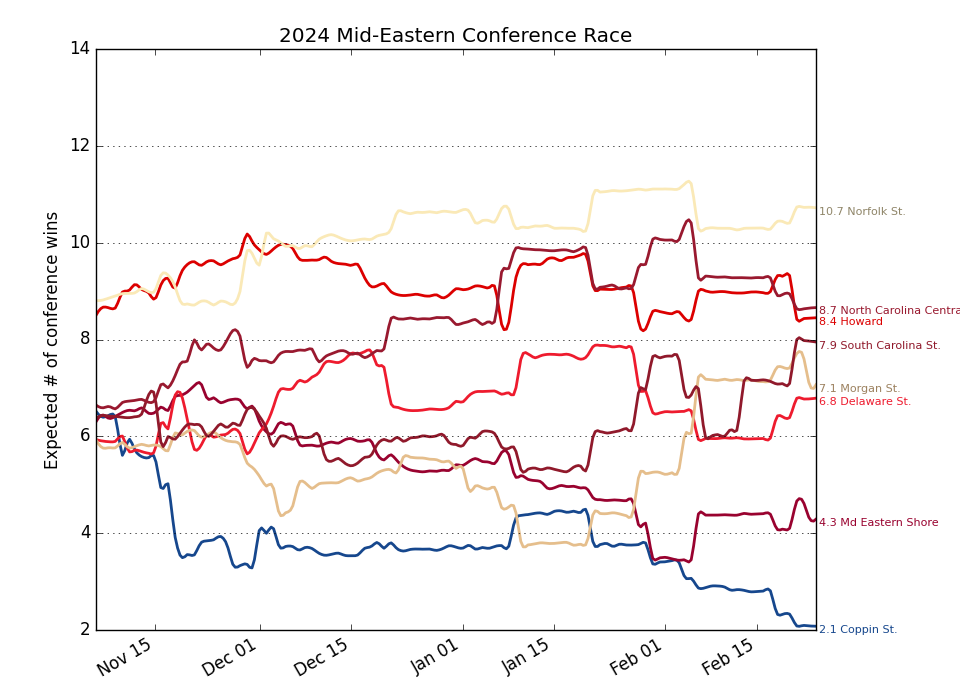 2024 Mid-Eastern Conference Race
Expected # of conference wins
14
12
10
8
6
4
2
Nov 15
Dec 01
Dec 15
Jan 01
Jan 15
Feb 01
Feb 15
10.7 Norfolk St.
8.7 North Carolina Centra
8.4 Howard
7.9 South Carolina St.
7.1 Morgan St.
6.8 Delaware St.
4.3 Md Eastern Shore
2.1 Coppin St.